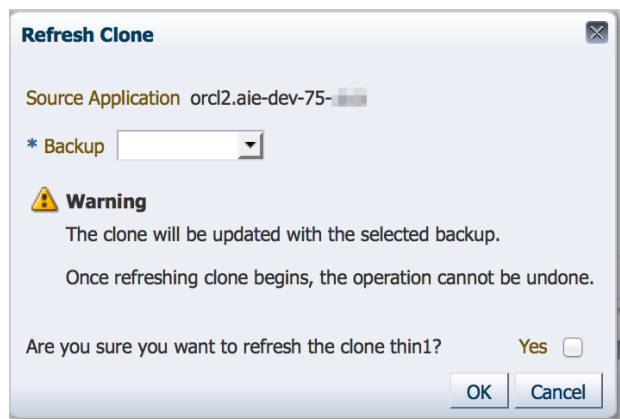 Refresh Clone
Source Application orcl2.aie-dev-75-
* Backup
Warning
The clone will be updated with the selected backup.
Once refreshing clone begins, the operation cannot be undone.
Are you sure you want to refresh the clone thin1? Yes
OK Cancel